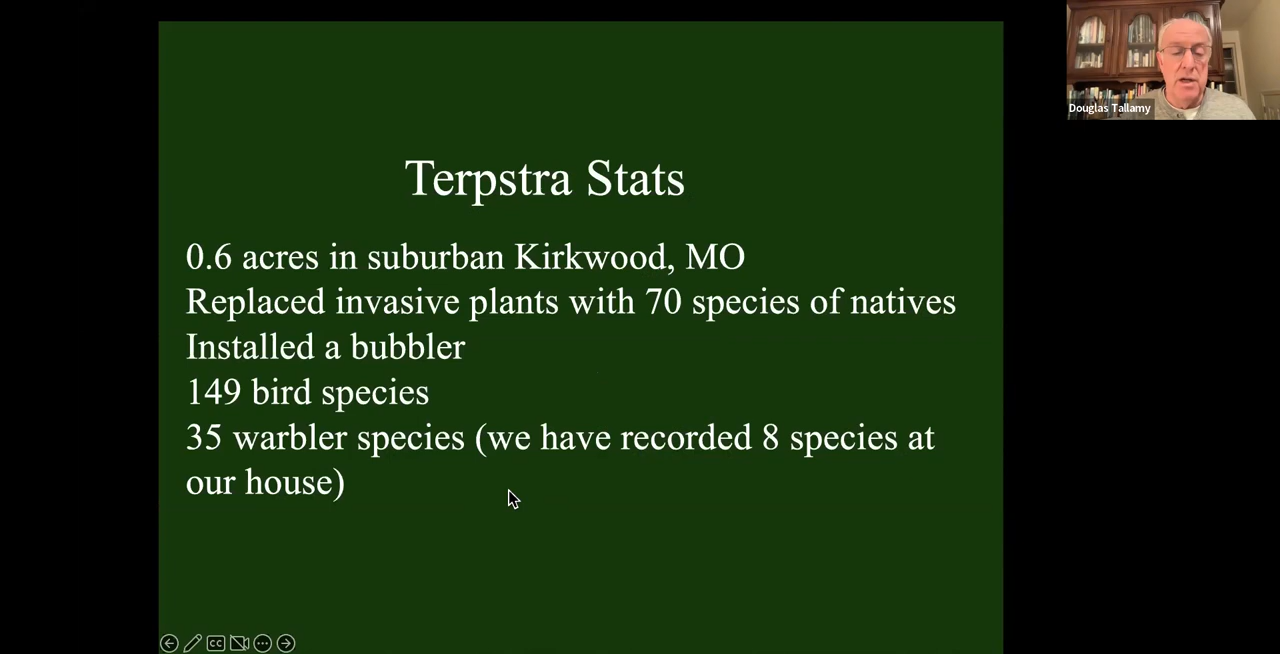 Terpstra Stats
0.6 acres in suburban Kirkwood, MO
Replaced invasive plants with 70 species of natives
Installed a bubbler
149 bird species
35 warbler species (we have recorded 8 species at
our house)
Douglas Tallamy
CC